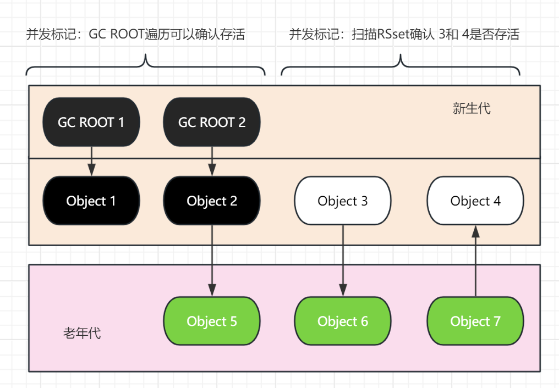 并发标记：GC ROOT遍历可以确认存活
并发标记：扫描RSset确认 3和 4是否存活
新生代
GC ROOT 1
GC ROOT 2
Object 1
Object 2
Object 3
Object 4
老年代
Object 5
Object 6
Object 7